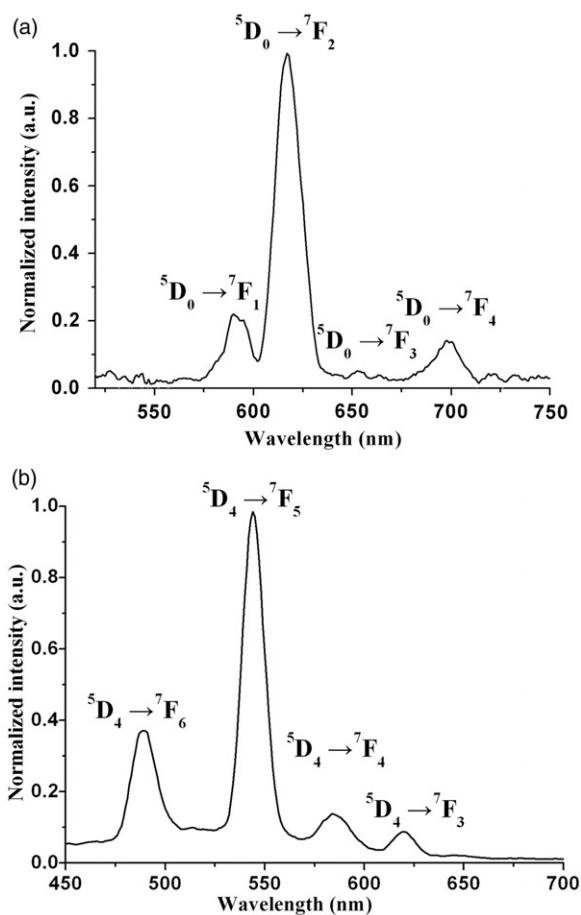 (a)
⁵D₀ → ⁷F₂
⁵D₀ → ⁷F₁
⁵D₀ → ⁷F₃
⁵D₀ → ⁷F₄
Normalized intensity (a.u.)
1.0
0.8
0.6
0.4
0.2
0.0
550 600 650 700 750
Wavelength (nm)
(b)
⁵D₄ → ⁷F₅
⁵D₄ → ⁷F₆
⁵D₄ → ⁷F₄
⁵D₄ → ⁷F₃
Normalized intensity (a.u.)
1.0
0.8
0.6
0.4
0.2
0.0
450 500 550 600 650 700
Wavelength (nm)